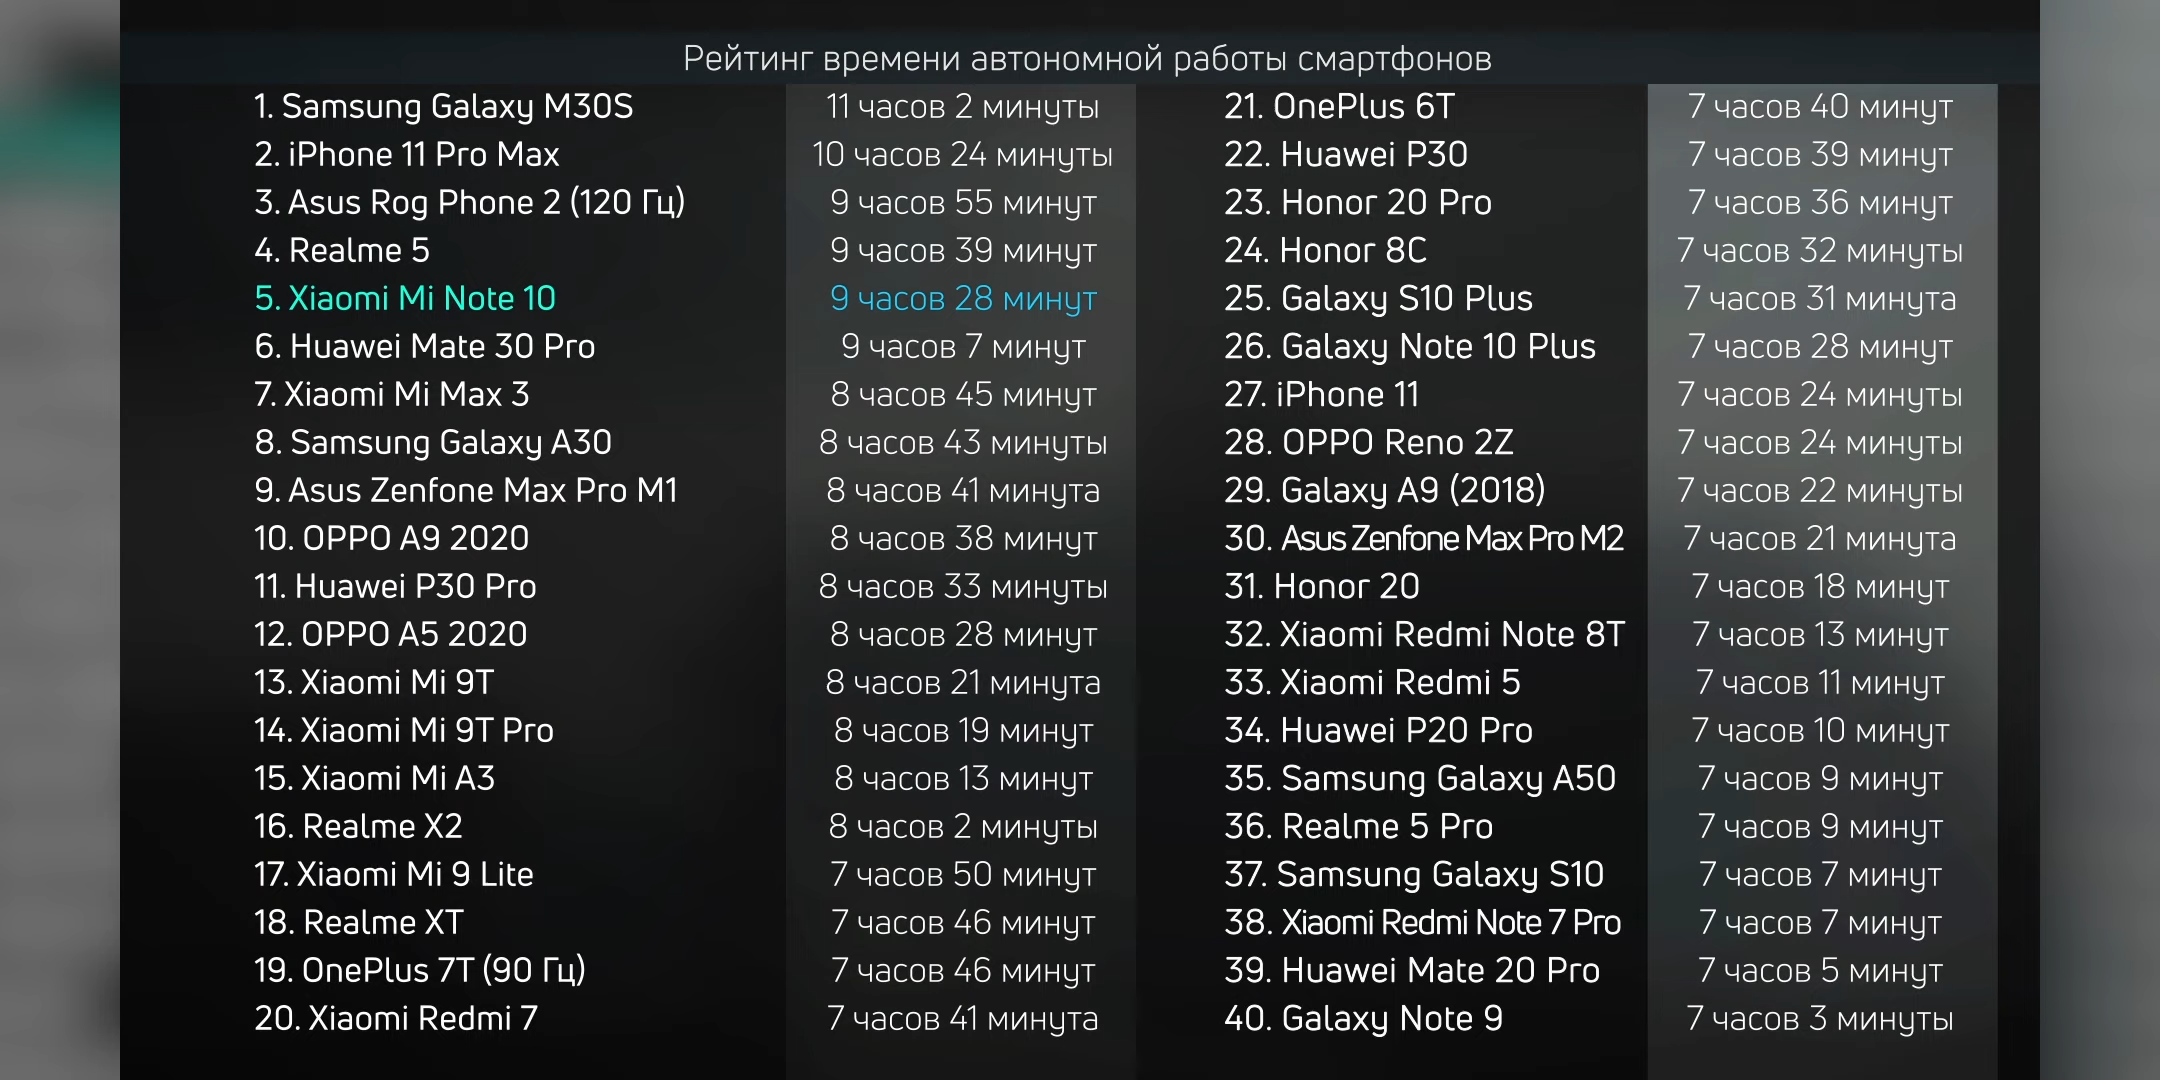 Рейтинг времени автономной работы смартфонов
1. Samsung Galaxy M30S 11 часов 2 минуты
2. iPhone 11 Pro Max 10 часов 24 минуты
3. Asus Rog Phone 2 (120 Гц) 9 часов 55 минут
4. Realme 5 9 часов 39 минут
5. Xiaomi Mi Note 10 9 часов 28 минут
6. Huawei Mate 30 Pro 9 часов 7 минут
7. Xiaomi Mi Max 3 8 часов 45 минут
8. Samsung Galaxy A30 8 часов 43 минуты
9. Asus Zenfone Max Pro M1 8 часов 41 минута
10. OPPO A9 2020 8 часов 38 минут
11. Huawei P30 Pro 8 часов 33 минуты
12. OPPO A5 2020 8 часов 28 минут
13. Xiaomi Mi 9T 8 часов 21 минута
14. Xiaomi Mi 9T Pro 8 часов 19 минут
15. Xiaomi Mi A3 8 часов 13 минут
16. Realme X2 8 часов 2 минуты
17. Xiaomi Mi 9 Lite 7 часов 50 минут
18. Realme XT 7 часов 46 минут
19. OnePlus 7T (90 Гц) 7 часов 46 минут
20. Xiaomi Redmi 7 7 часов 41 минута
21. OnePlus 6T 7 часов 40 минут
22. Huawei P30 7 часов 39 минут
23. Honor 20 Pro 7 часов 36 минут
24. Honor 8C 7 часов 32 минуты
25. Galaxy S10 Plus 7 часов 31 минута
26. Galaxy Note 10 Plus 7 часов 28 минут
27. iPhone 11 7 часов 24 минуты
28. OPPO Reno 2Z 7 часов 24 минуты
29. Galaxy A9 (2018) 7 часов 22 минуты
30. Asus Zenfone Max Pro M2 7 часов 21 минута
31. Honor 20 7 часов 18 минут
32. Xiaomi Redmi Note 8T 7 часов 13 минут
33. Xiaomi Redmi 5 7 часов 11 минут
34. Huawei P20 Pro 7 часов 10 минут
35. Samsung Galaxy A50 7 часов 9 минут
36. Realme 5 Pro 7 часов 9 минут
37. Samsung Galaxy S10 7 часов 7 минут
38. Xiaomi Redmi Note 7 Pro 7 часов 7 минут
39. Huawei Mate 20 Pro 7 часов 5 минут
40. Galaxy Note 9 7 часов 3 минуты